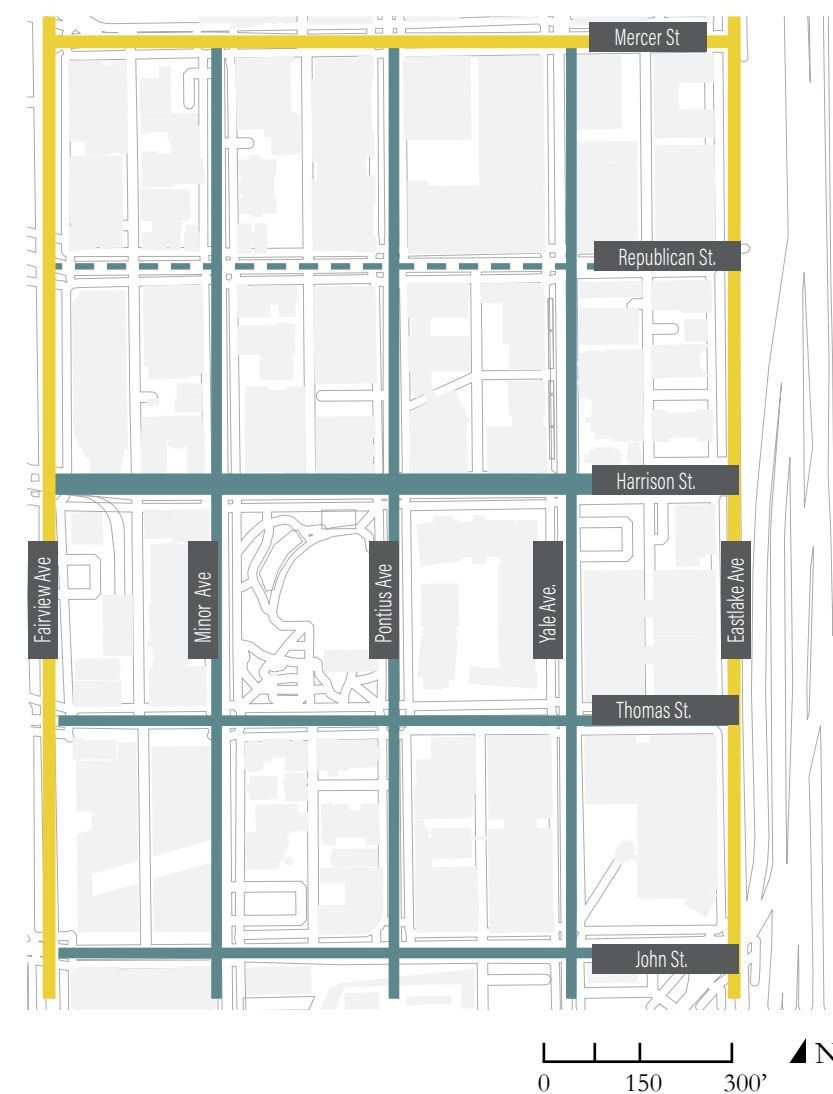 Mercer St
Republican St.
Harrison St.
Fairview Ave
Minor Ave
Pontius Ave
Yale Ave,
Eastlake Ave
Thomas St.
John St.
N
0 150 300’